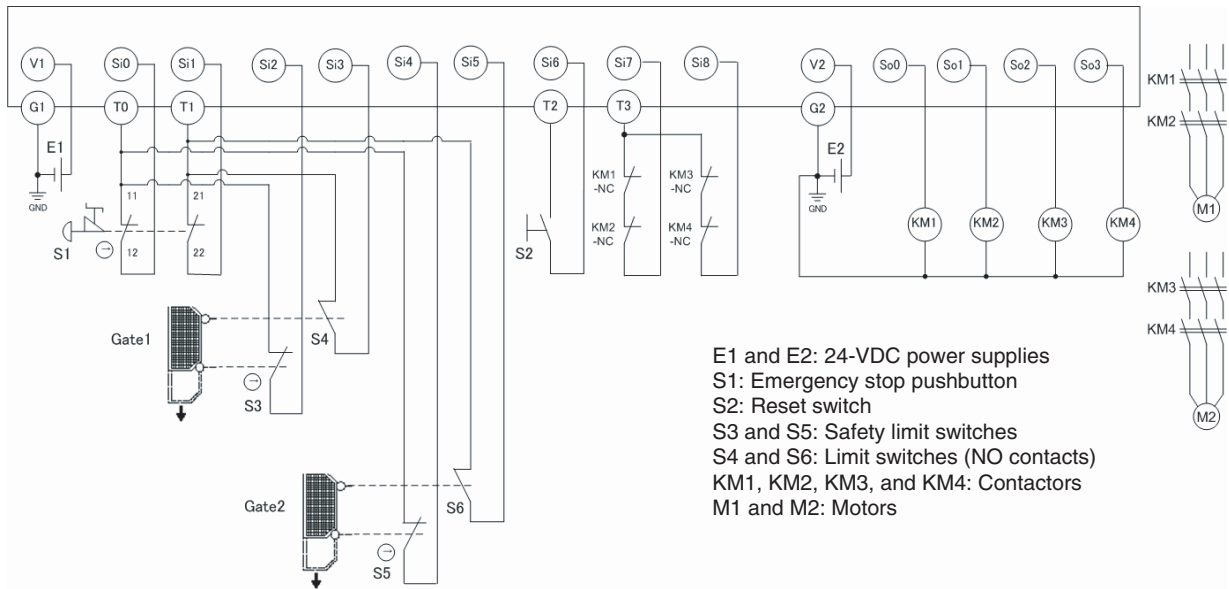 V1 Si0 Si1 Si2 Si3 Si4 Si5 Si6 Si7 Si8 V2 So0 So1 So2 So3
G1 T0 T1 T2 T3 G2
KM1
KM2
M1
E1
GND
11 21
12 22
S1
S2
KM1
-NC
KM3
-NC
KM2
-NC
KM4
-NC
E2
GND
KM1 KM2 KM3 KM4
KM3
KM4
M2
Gate1
S4
S3
Gate2
S6
S5
E1 and E2: 24-VDC power supplies
S1: Emergency stop pushbutton
S2: Reset switch
S3 and S5: Safety limit switches
S4 and S6: Limit switches (NO contacts)
KM1, KM2, KM3, and KM4: Contactors
M1 and M2: Motors